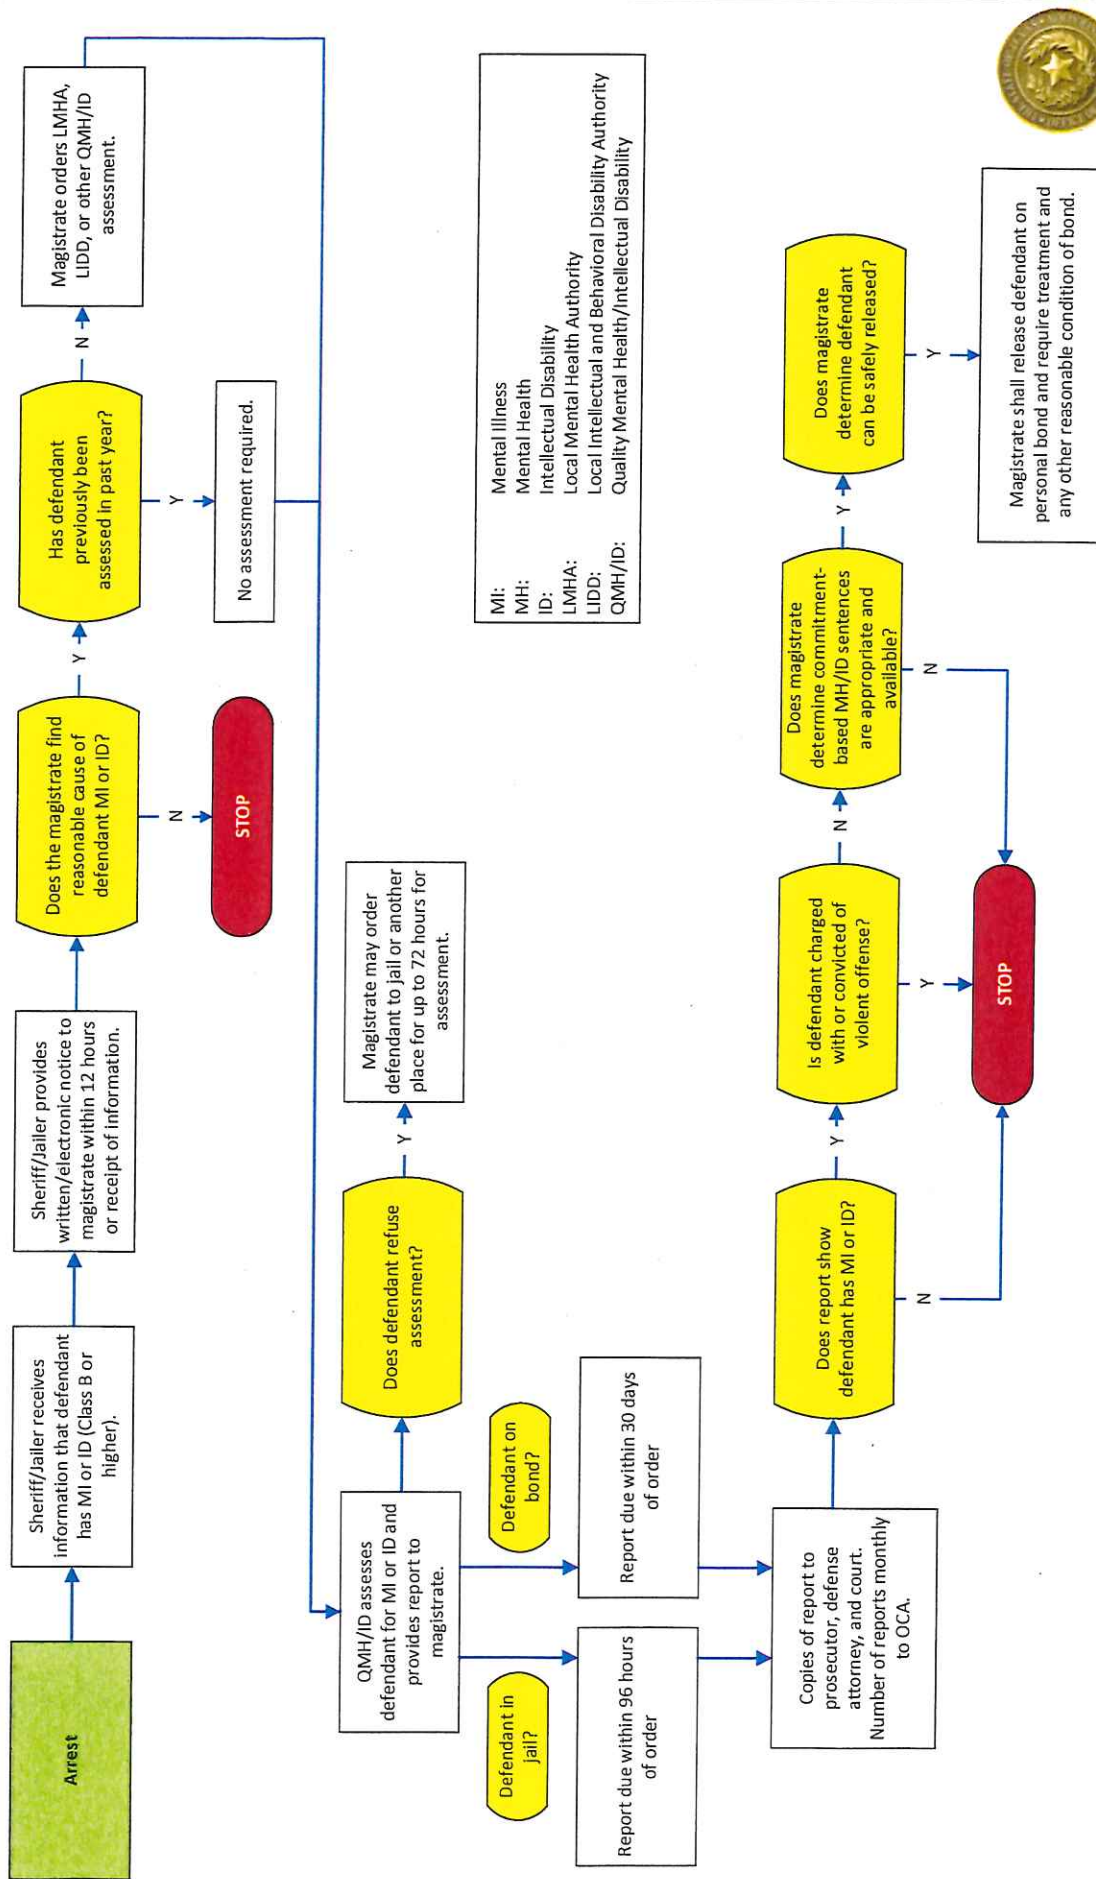 Arrest
Sheriff/Jailer receives
information that defendant
has MI or ID (Class B or
higher).
Sheriff/Jailer provides
written/electronic notice to
magistrate within 12 hours
or receipt of information.
Does the magistrate find
reasonable cause of
defendant MI or ID?
Y
N
STOP
Has defendant
previously been
assessed in past year?
N
Y
No assessment required.
Magistrate orders LMHA,
LIDD, or other QMH/ID
assessment.
QMH/ID assesses
defendant for MI or ID and
provides report to
magistrate.
Does defendant refuse
assessment?
Y
Magistrate may order
defendant to jail or another
place for up to 72 hours for
assessment.
MI: Mental Illness
MH: Mental Health
ID: Intellectual Disability
LMHA: Local Mental Health Authority
LIDD: Local Intellectual and Behavioral Disability Authority
QMH/ID: Quality Mental Health/Intellectual Disability
Defendant in
jail?
Defendant on
bond?
Report due within 96 hours
of order
Report due within 30 days
of order
Copies of report to
prosecutor, defense
attorney, and court.
Number of reports monthly
to OCA.
Does report show
defendant has MI or ID?
Y
N
Is defendant charged
with or convicted of
violent offense?
N
Y
STOP
Does magistrate
determine commitment-
based MH/ID sentences
are appropriate and
available?
Y
N
Does magistrate
determine defendant
can be safely released?
Y
Magistrate shall release defendant on
personal bond and require treatment and
any other reasonable condition of bond.